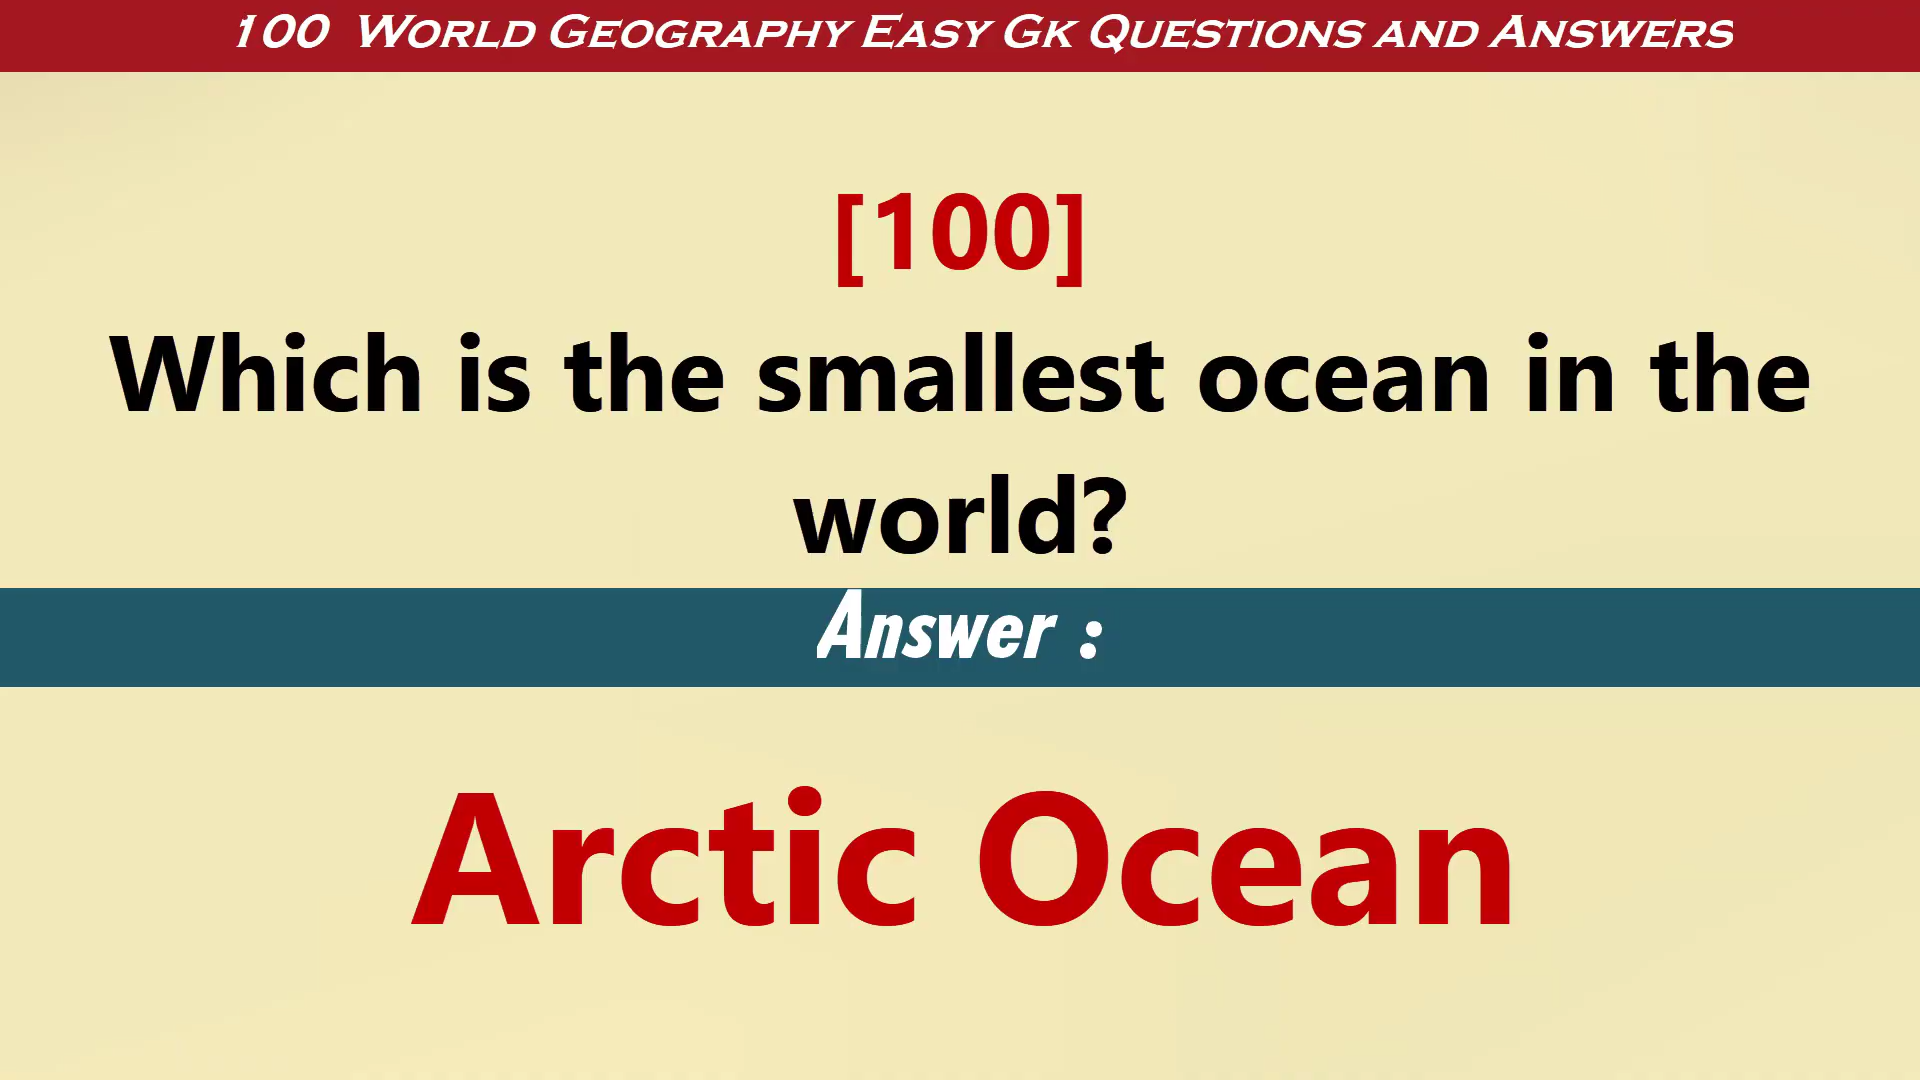 100 World Geography Easy Gk Questions and Answers
[100]
Which is the smallest ocean in the
world?
Answer :
Arctic Ocean